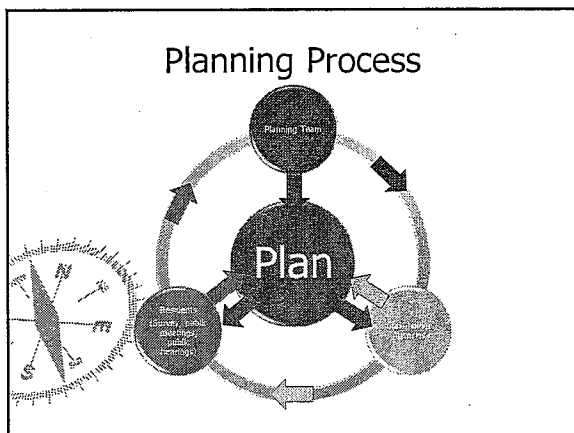 Planning Process
Planning Team
Plan
Residents
(Survey, public
meetings,
public
hearings)
N
E
S